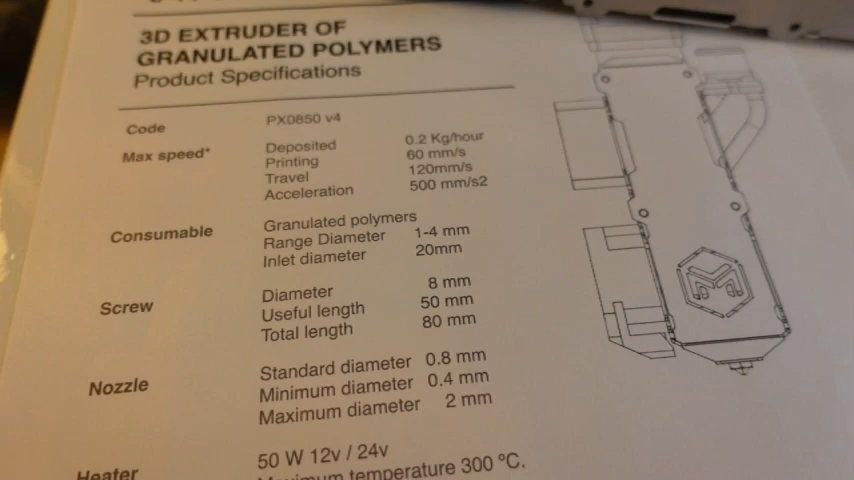 3D EXTRUDER OF
GRANULATED POLYMERS
Product Specifications
Code PX0850 v4
Max speed* Deposited 0.2 Kg/hour
Printing 60 mm/s
Travel 120mm/s
Acceleration 500 mm/s2
Consumable Granulated polymers
Range Diameter 1-4 mm
Inlet diameter 20mm
Screw Diameter 8 mm
Useful length 50 mm
Total length 80 mm
Nozzle Standard diameter 0.8 mm
Minimum diameter 0.4 mm
Maximum diameter 2 mm
Heater 50 W 12v / 24v
Maximum temperature 300 ºC.